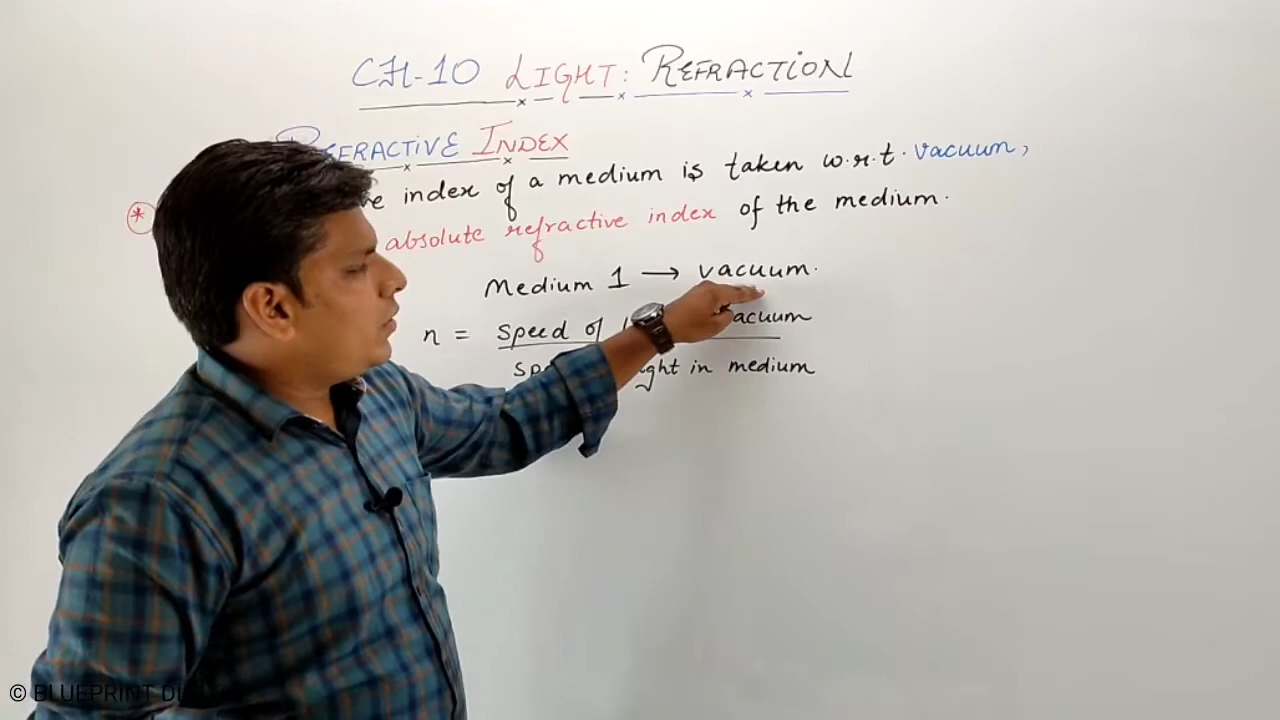 CH-10 LIGHT: REFRACTION
REFRACTIVE INDEX
* index of a medium is taken w.r.t. vacuum,
absolute refractive index of the medium.
Medium 1 → vacuum.
n = speed of vacuum
in medium
© BLUEPRINT